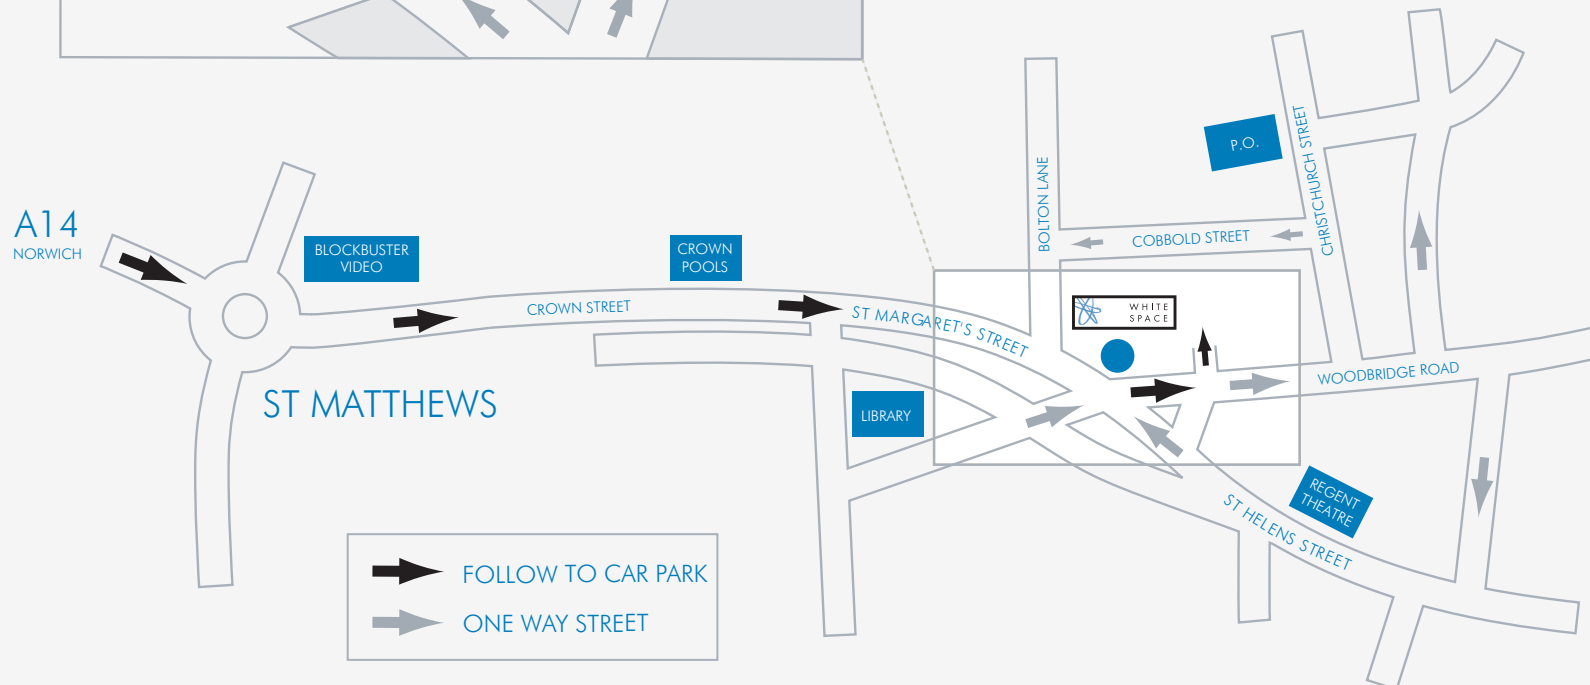 A14
NORWICH
BLOCKBUSTER
VIDEO
CROWN
POOLS
CROWN STREET
ST MARGARET'S STREET
ST MATTHEWS
LIBRARY
BOLTON LANE
P.O.
CHRISTCHURCH STREET
COBBOLD STREET
WHITE
SPACE
WOODBRIDGE ROAD
REGENT
THEATRE
ST HELENS STREET
FOLLOW TO CAR PARK
ONE WAY STREET